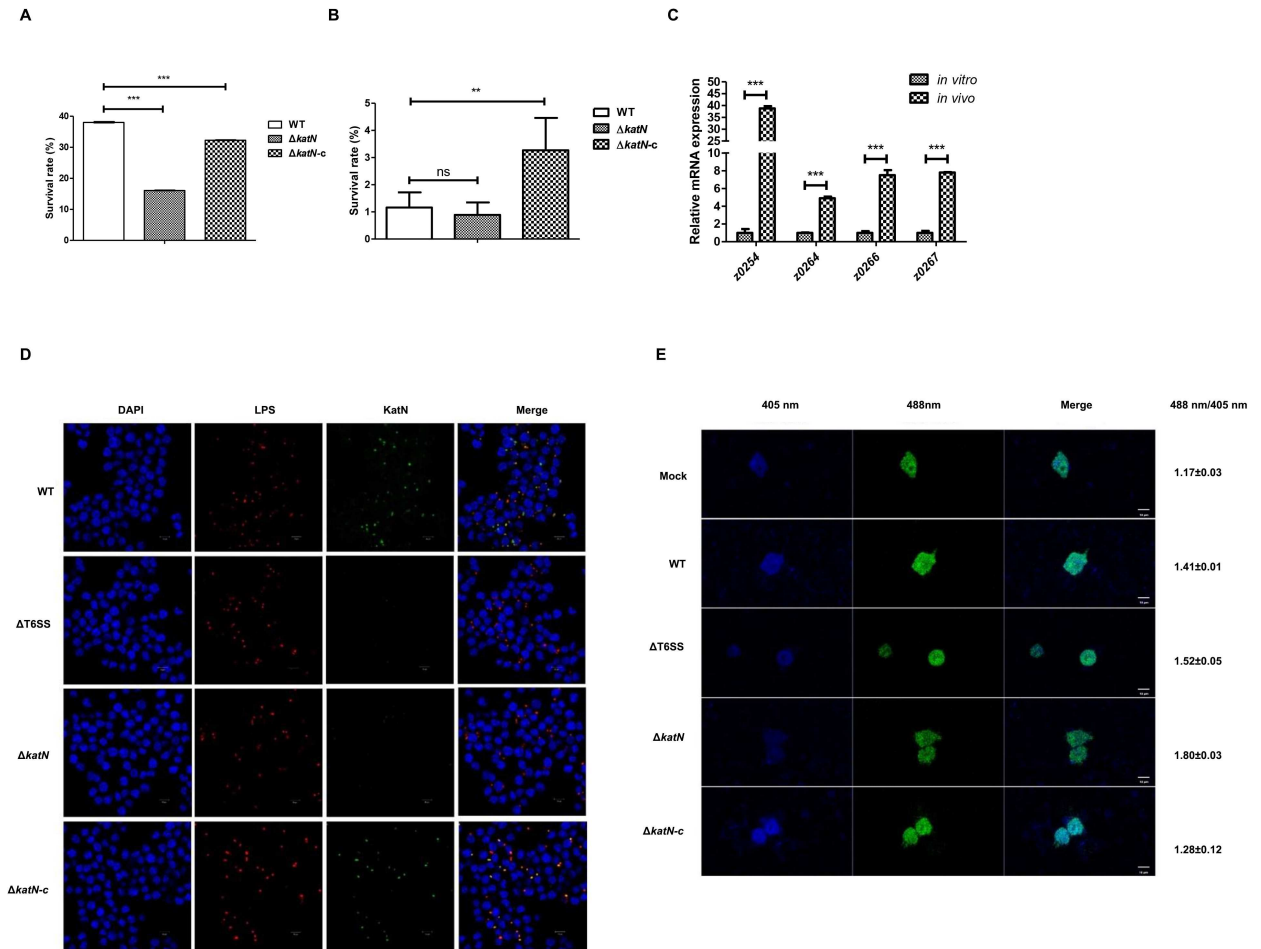 A
B
C
***
***
Survival rate (%)
40
30
20
10
0
WT
ΔkatN
ΔkatN-c
**
ns
Survival rate (%)
5
4
3
2
1
0
WT
ΔkatN
ΔkatN-c
in vitro
in vivo
Relative mRNA expression
50
45
40
35
30
25
10
8
6
4
2
0
***
***
***
***
z0254
z0264
z0266
z0267
D
DAPI
LPS
KatN
Merge
WT
ΔT6SS
ΔkatN
ΔkatN-c
E
405 nm
488nm
Merge
488 nm/405 nm
Mock
1.17±0.03
WT
1.41±0.01
ΔT6SS
1.52±0.05
ΔkatN
1.80±0.03
ΔkatN-c
1.28±0.12